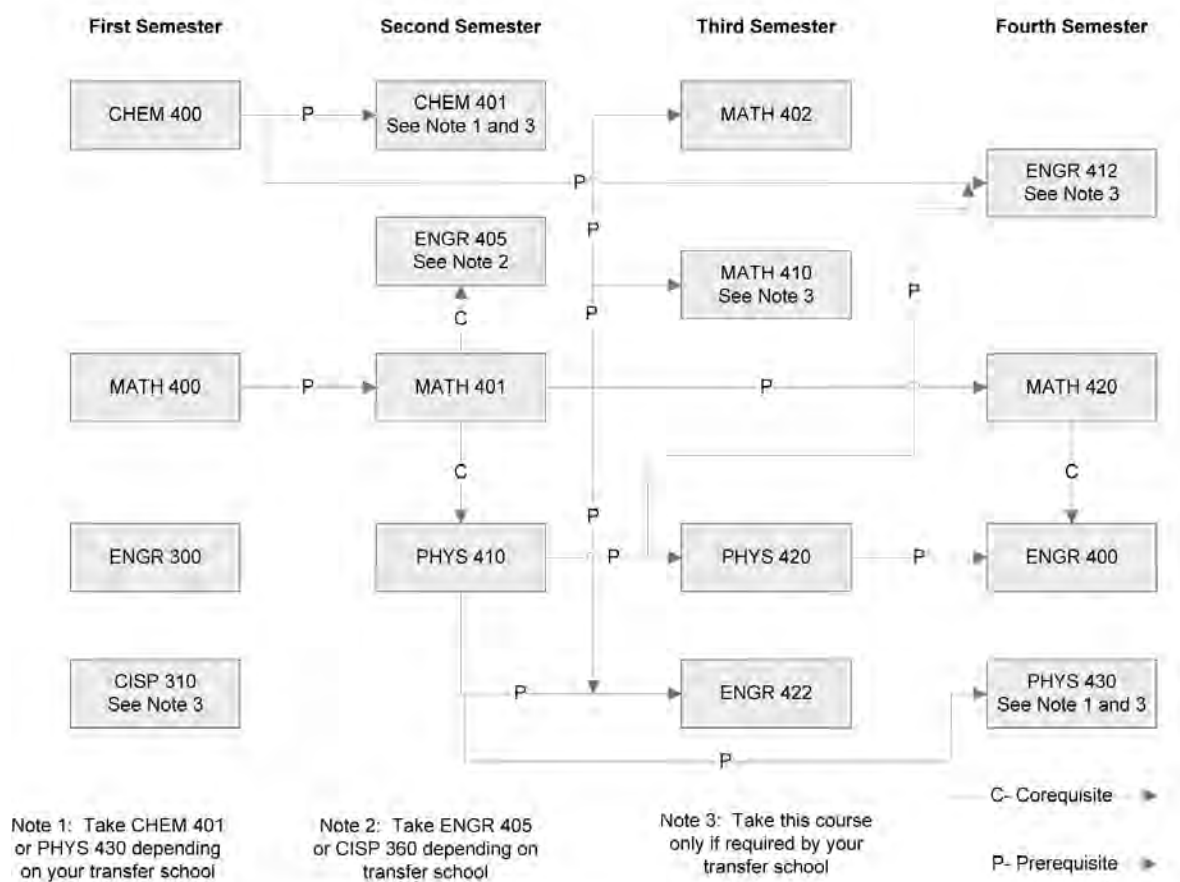 First Semester
Second Semester
Third Semester
Fourth Semester
CHEM 400
P
CHEM 401
See Note 1 and 3
MATH 402
P
ENGR 412
See Note 3
ENGR 405
See Note 2
P
MATH 410
See Note 3
P
C
P
MATH 400
P
MATH 401
P
MATH 420
C
C
P
ENGR 300
PHYS 410
P
PHYS 420
P
ENGR 400
CISP 310
See Note 3
P
ENGR 422
PHYS 430
See Note 1 and 3
P
C- Corequisite
P- Prerequisite
Note 1: Take CHEM 401
or PHYS 430 depending
on your transfer school
Note 2: Take ENGR 405
or CISP 360 depending on
transfer school
Note 3: Take this course
only if required by your
transfer school